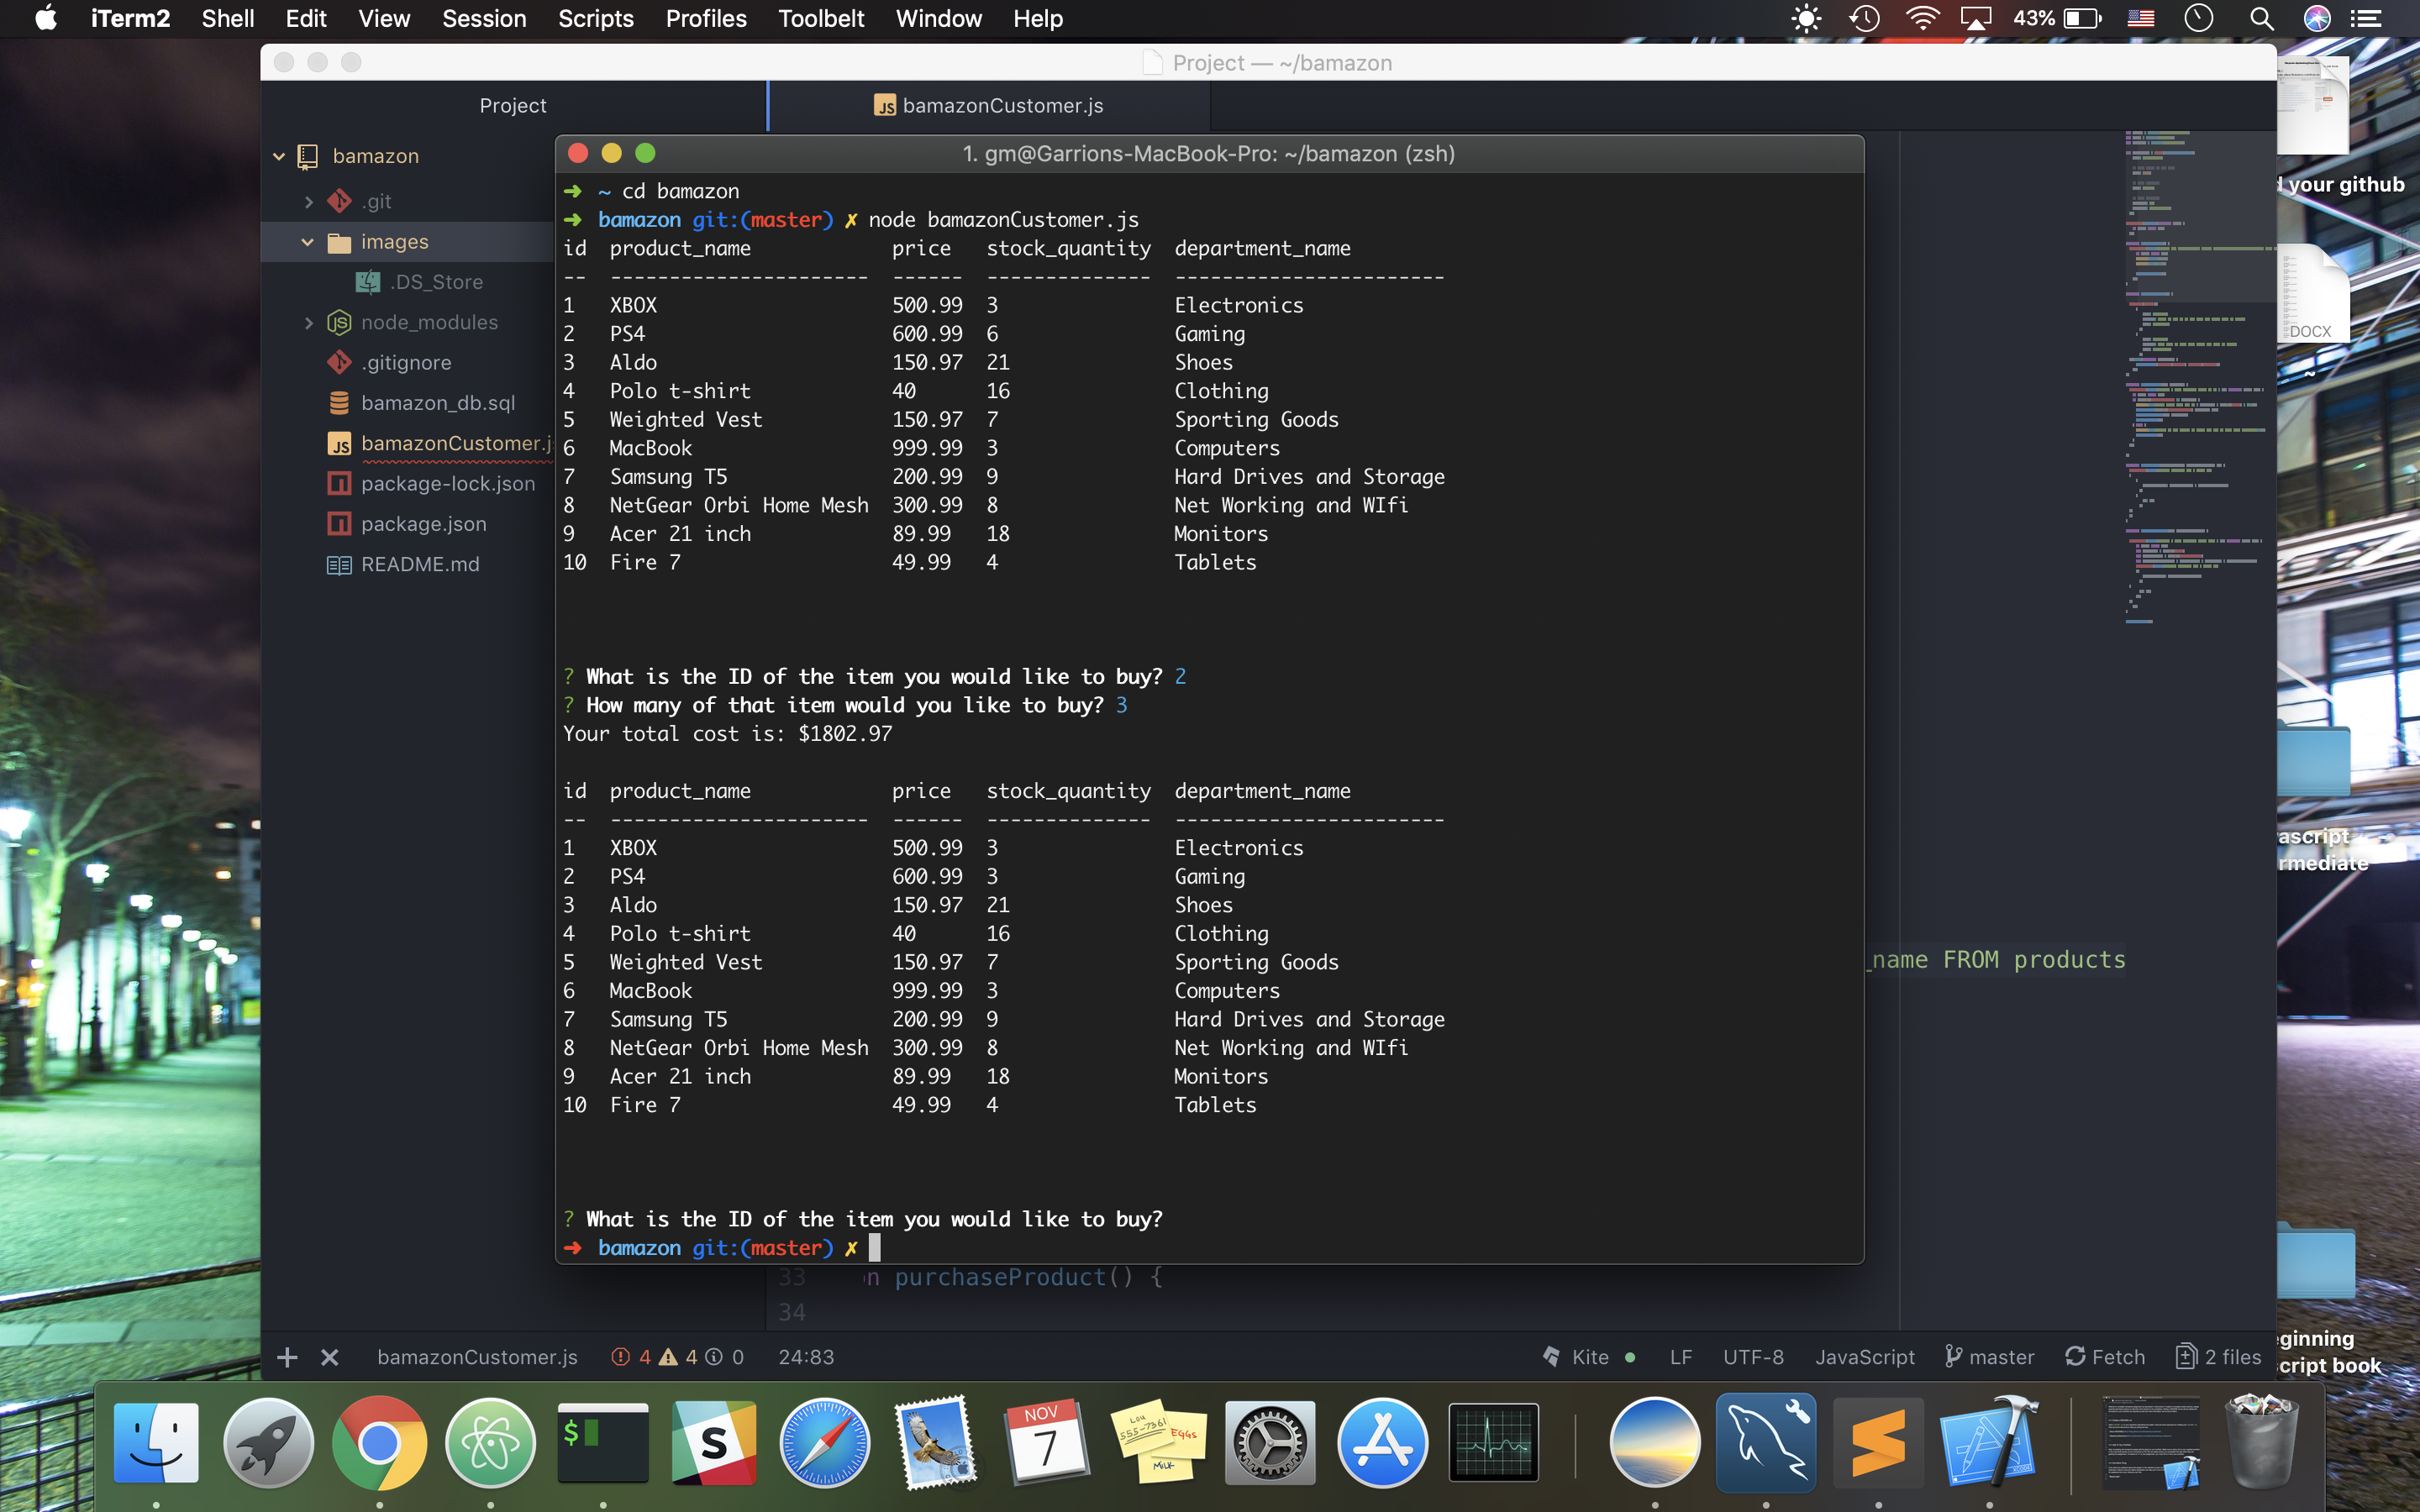 iTerm2 Shell Edit View Session Scripts Profiles Toolbelt Window Help 43%
Project — ~/bamazon
Project
JS bamazonCustomer.js
bamazon
.git
images
.DS_Store
node_modules
.gitignore
bamazon_db.sql
JS bamazonCustomer.j
package-lock.json
package.json
README.md
1. gm@Garrions-MacBook-Pro: ~/bamazon (zsh)
➜ ~ cd bamazon
➜ bamazon git:(master) ✗ node bamazonCustomer.js
id product_name price stock_quantity department_name
-- ---------------------- ------ -------------- -----------------------
1 XBOX 500.99 3 Electronics
2 PS4 600.99 6 Gaming
3 Aldo 150.97 21 Shoes
4 Polo t-shirt 40 16 Clothing
5 Weighted Vest 150.97 7 Sporting Goods
6 MacBook 999.99 3 Computers
7 Samsung T5 200.99 9 Hard Drives and Storage
8 NetGear Orbi Home Mesh 300.99 8 Net Working and WIfi
9 Acer 21 inch 89.99 18 Monitors
10 Fire 7 49.99 4 Tablets
? What is the ID of the item you would like to buy? 2
? How many of that item would you like to buy? 3
Your total cost is: $1802.97
id product_name price stock_quantity department_name
-- ---------------------- ------ -------------- -----------------------
1 XBOX 500.99 3 Electronics
2 PS4 600.99 3 Gaming
3 Aldo 150.97 21 Shoes
4 Polo t-shirt 40 16 Clothing
5 Weighted Vest 150.97 7 Sporting Goods
6 MacBook 999.99 3 Computers
7 Samsung T5 200.99 9 Hard Drives and Storage
8 NetGear Orbi Home Mesh 300.99 8 Net Working and WIfi
9 Acer 21 inch 89.99 18 Monitors
10 Fire 7 49.99 4 Tablets
? What is the ID of the item you would like to buy?
➜ bamazon git:(master) ✗
_name FROM products
33 n purchaseProduct() {
34
bamazonCustomer.js 4 4 0 24:83 Kite LF UTF-8 JavaScript master Fetch 2 files
your github
DOCX
~
ascript
rmediate
eginning
script book
$
S
NOV
7
LOU
555-7361
EGGS
MILK